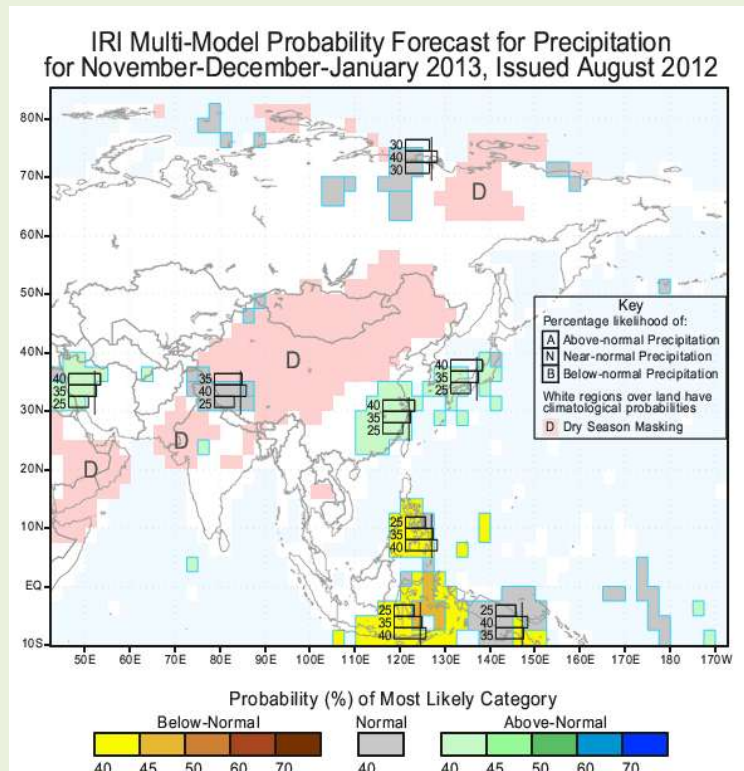 IRI Multi-Model Probability Forecast for Precipitation
for November-December-January 2013, Issued August 2012
80N
70N
60N
50N
40N
30N
20N
10N
EQ
10S
50E 60E 70E 80E 90E 100E 110E 120E 130E 140E 150E 160E 170E 180 170W
30
40
30
D
D
D
D
40
35
25
35
40
25
40
35
25
40
35
25
25
35
40
25
35
40
25
40
35
Key
Percentage likelihood of:
A Above-normal Precipitation
N Near-normal Precipitation
B Below-normal Precipitation
White regions over land have
climatological probabilities
D Dry Season Masking
Probability (%) of Most Likely Category
Below-Normal Normal Above-Normal
40 45 50 60 70 40 40 45 50 60 70